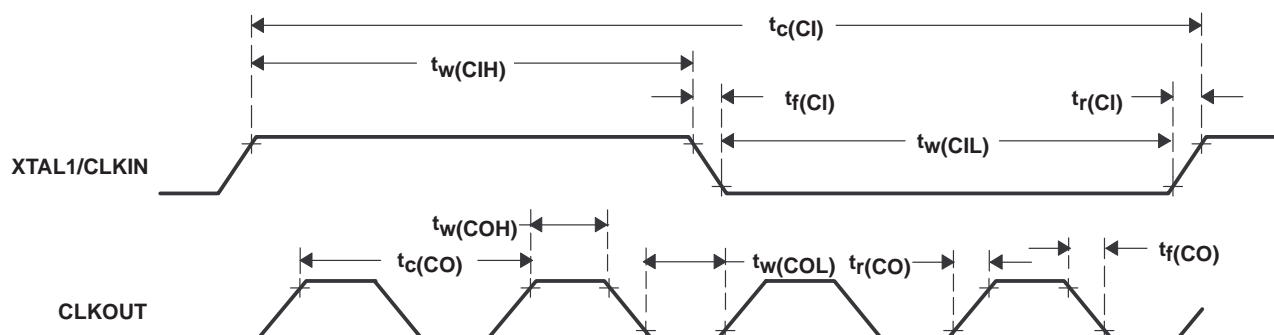 tc(CI)
tw(CIH)
tf(CI)
tr(CI)
tw(CIL)
XTAL1/CLKIN
tw(COH)
tc(CO)
tw(COL)
tr(CO)
tf(CO)
CLKOUT